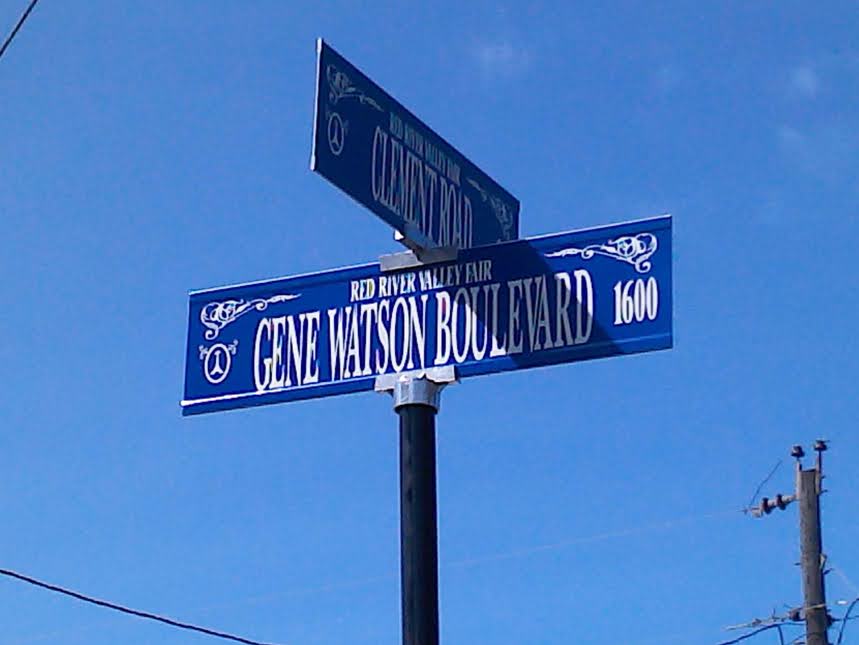 RED RIVER VALLEY FAIR
CLEMENT ROAD
RED RIVER VALLEY FAIR
GENE WATSON BOULEVARD
1600